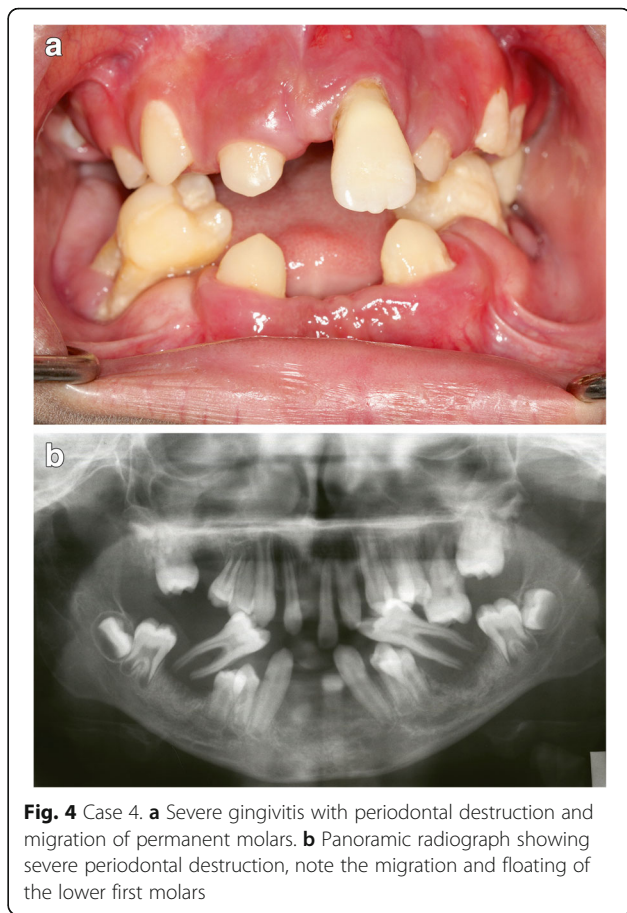 a
b
Fig. 4 Case 4. a Severe gingivitis with periodontal destruction and
migration of permanent molars. b Panoramic radiograph showing
severe periodontal destruction, note the migration and floating of
the lower first molars